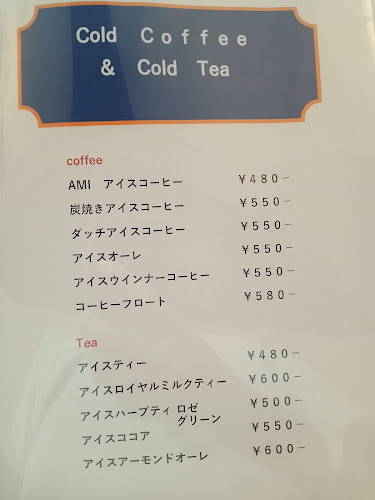 Cold Coffee
& Cold Tea
coffee
AMI アイスコーヒー ￥480－
炭焼きアイスコーヒー ￥550－
ダッチアイスコーヒー ￥550－
アイスオーレ ￥550－
アイスウインナーコーヒー ￥550－
コーヒーフロート ￥580－
Tea
アイスティー ￥480－
アイスロイヤルミルクティー ￥600－
アイスハーブティ ロゼ ￥500－
グリーン
アイスココア ￥550－
アイスアーモンドオーレ ￥600－